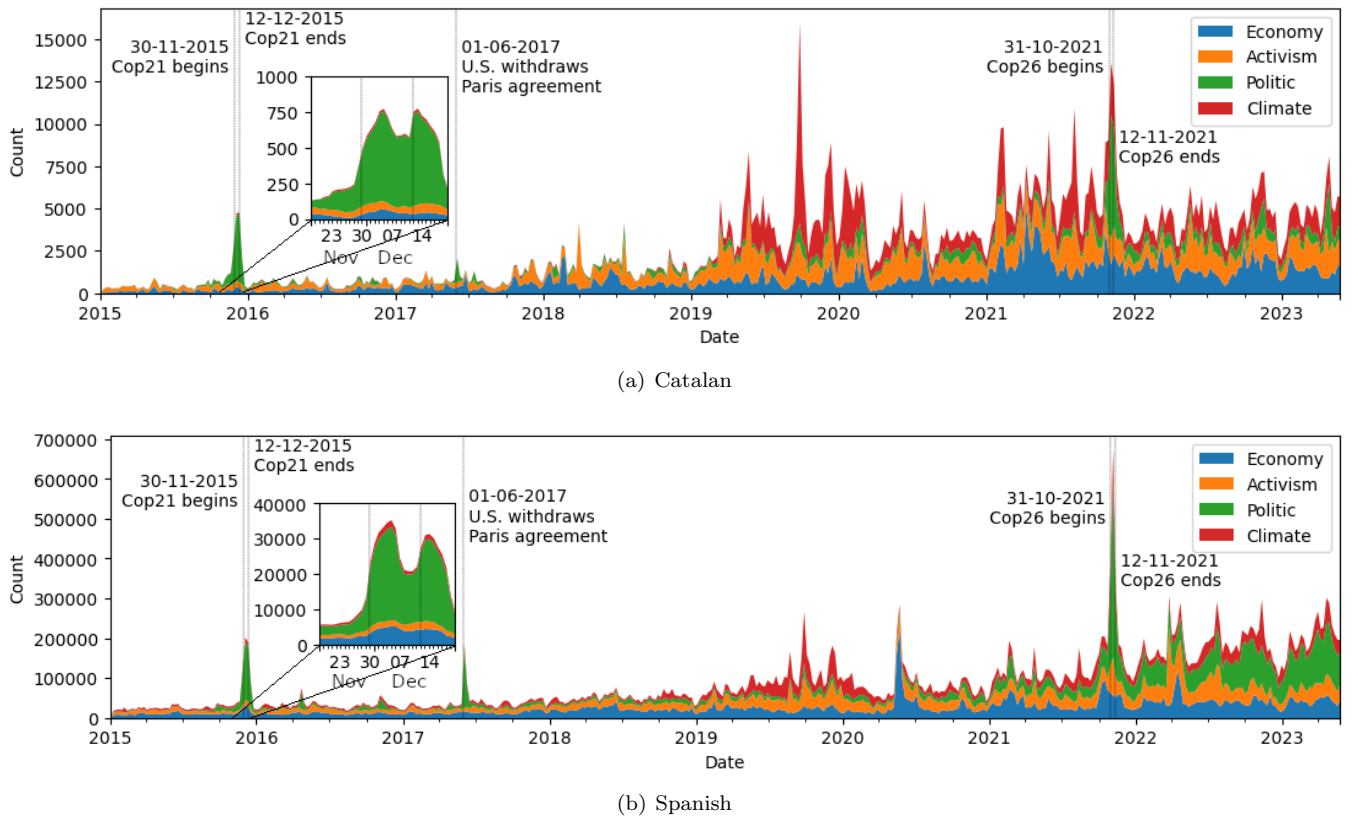 12-12-2015
Cop21 ends
30-11-2015
Cop21 begins
01-06-2017
U.S. withdraws
Paris agreement
31-10-2021
Cop26 begins
12-11-2021
Cop26 ends
Economy
Activism
Politic
Climate
15000
12500
10000
7500
5000
2500
0
Count
1000
750
500
250
0
23 30 07 14
Nov Dec
2015 2016 2017 2018 2019 2020 2021 2022 2023
Date
(a) Catalan
12-12-2015
Cop21 ends
30-11-2015
Cop21 begins
01-06-2017
U.S. withdraws
Paris agreement
31-10-2021
Cop26 begins
12-11-2021
Cop26 ends
Economy
Activism
Politic
Climate
700000
600000
500000
400000
300000
200000
100000
0
Count
40000
30000
20000
10000
0
23 30 07 14
Nov Dec
2015 2016 2017 2018 2019 2020 2021 2022 2023
Date
(b) Spanish